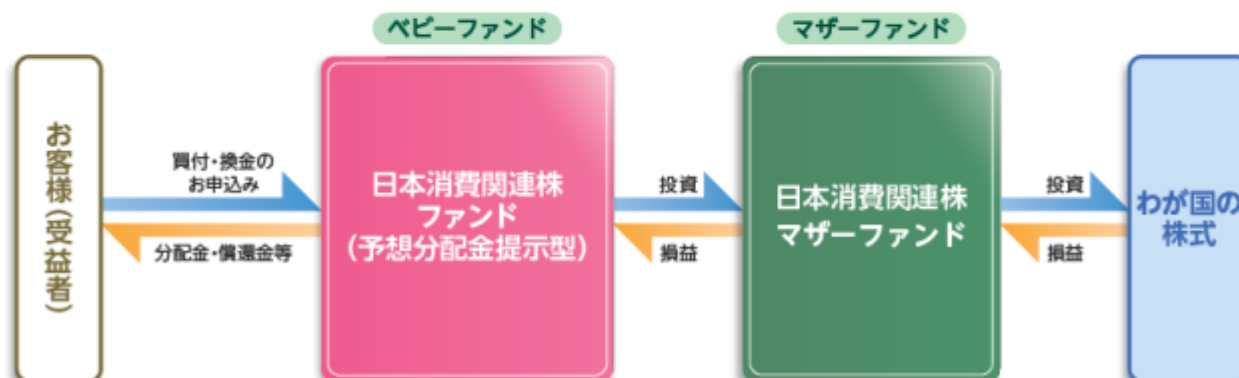 ベビーファンド
マザーファンド
お客様(受益者)
買付・換金の
お申込み
分配金・償還金等
日本消費関連株
ファンド
(予想分配金提示型)
投資
損益
日本消費関連株
マザーファンド
投資
損益
わが国の
株式